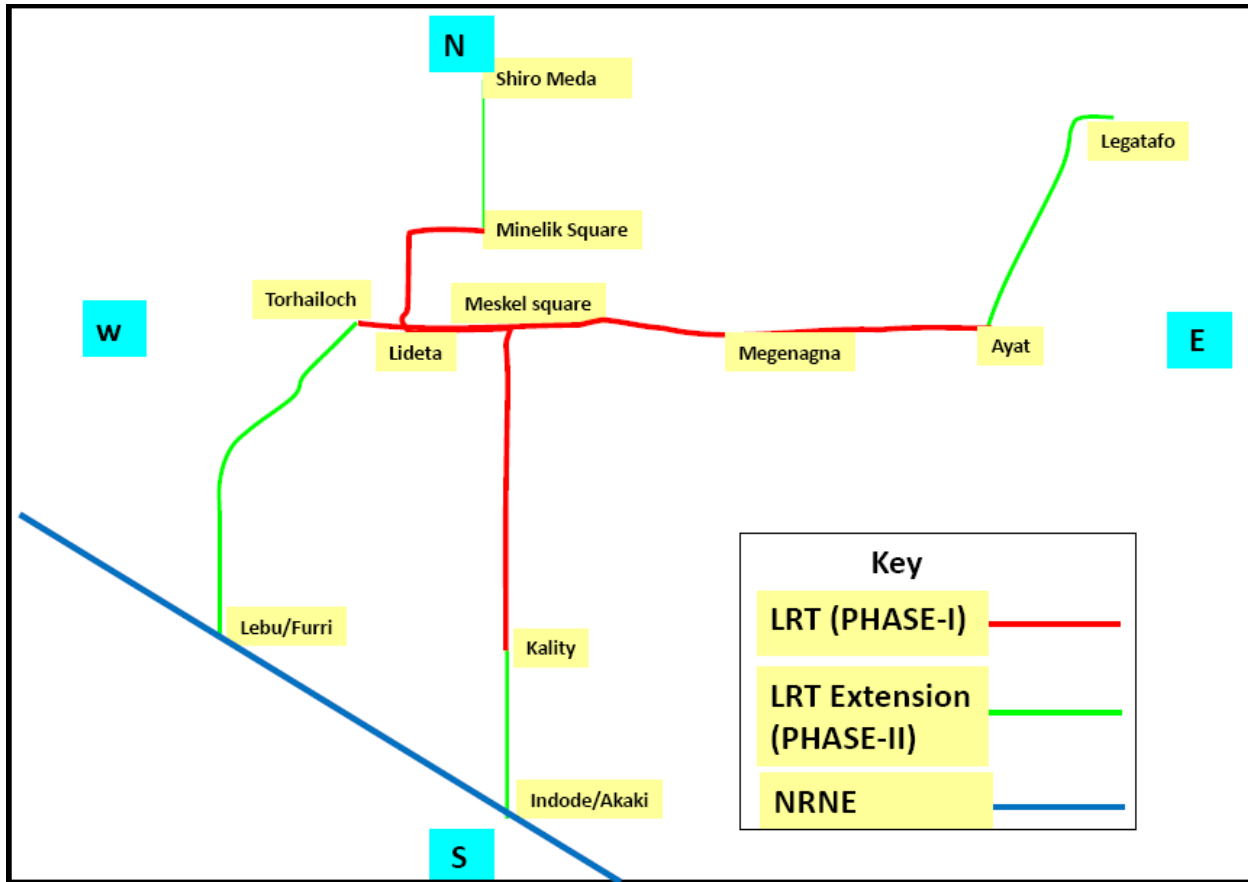 N
Shiro Meda
Legatafo
Minelik Square
Torhailoch
Meskel square
w
E
Lideta
Megenagna
Ayat
Lebu/Furri
Kality
Indode/Akaki
S
Key
LRT (PHASE-I)
LRT Extension
(PHASE-II)
NRNE